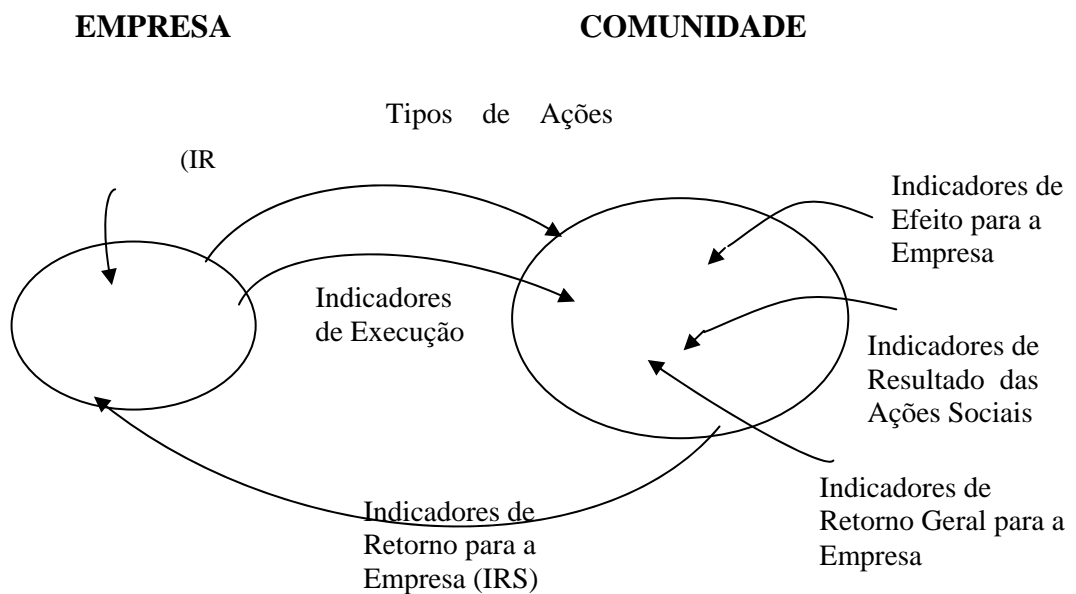 EMPRESA COMUNIDADE
Tipos de Ações
(IR
Indicadores de
Efeito para a
Empresa
Indicadores
de Execução
Indicadores de
Resultado das
Ações Sociais
Indicadores de
Retorno Geral para a
Empresa
Indicadores de
Retorno para a
Empresa (IRS)